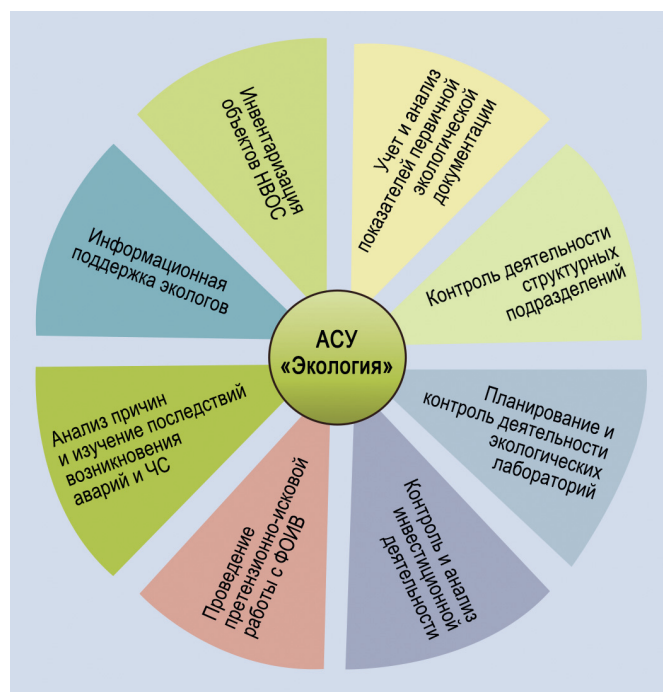 Инвентаризация
объектов НВОС
Учет и анализ
показателей первичной
экологической
документации
Контроль деятельности
структурных
подразделений
Планирование и
контроль деятельности
экологических
лабораторий
Контроль и анализ
инвестиционной
деятельности
Проведение
претензионно-исковой
работы с ФОИВ
Анализ причин
и изучение последствий
возникновения
аварий и ЧС
Информационная
поддержка экологов
АСУ
«Экология»